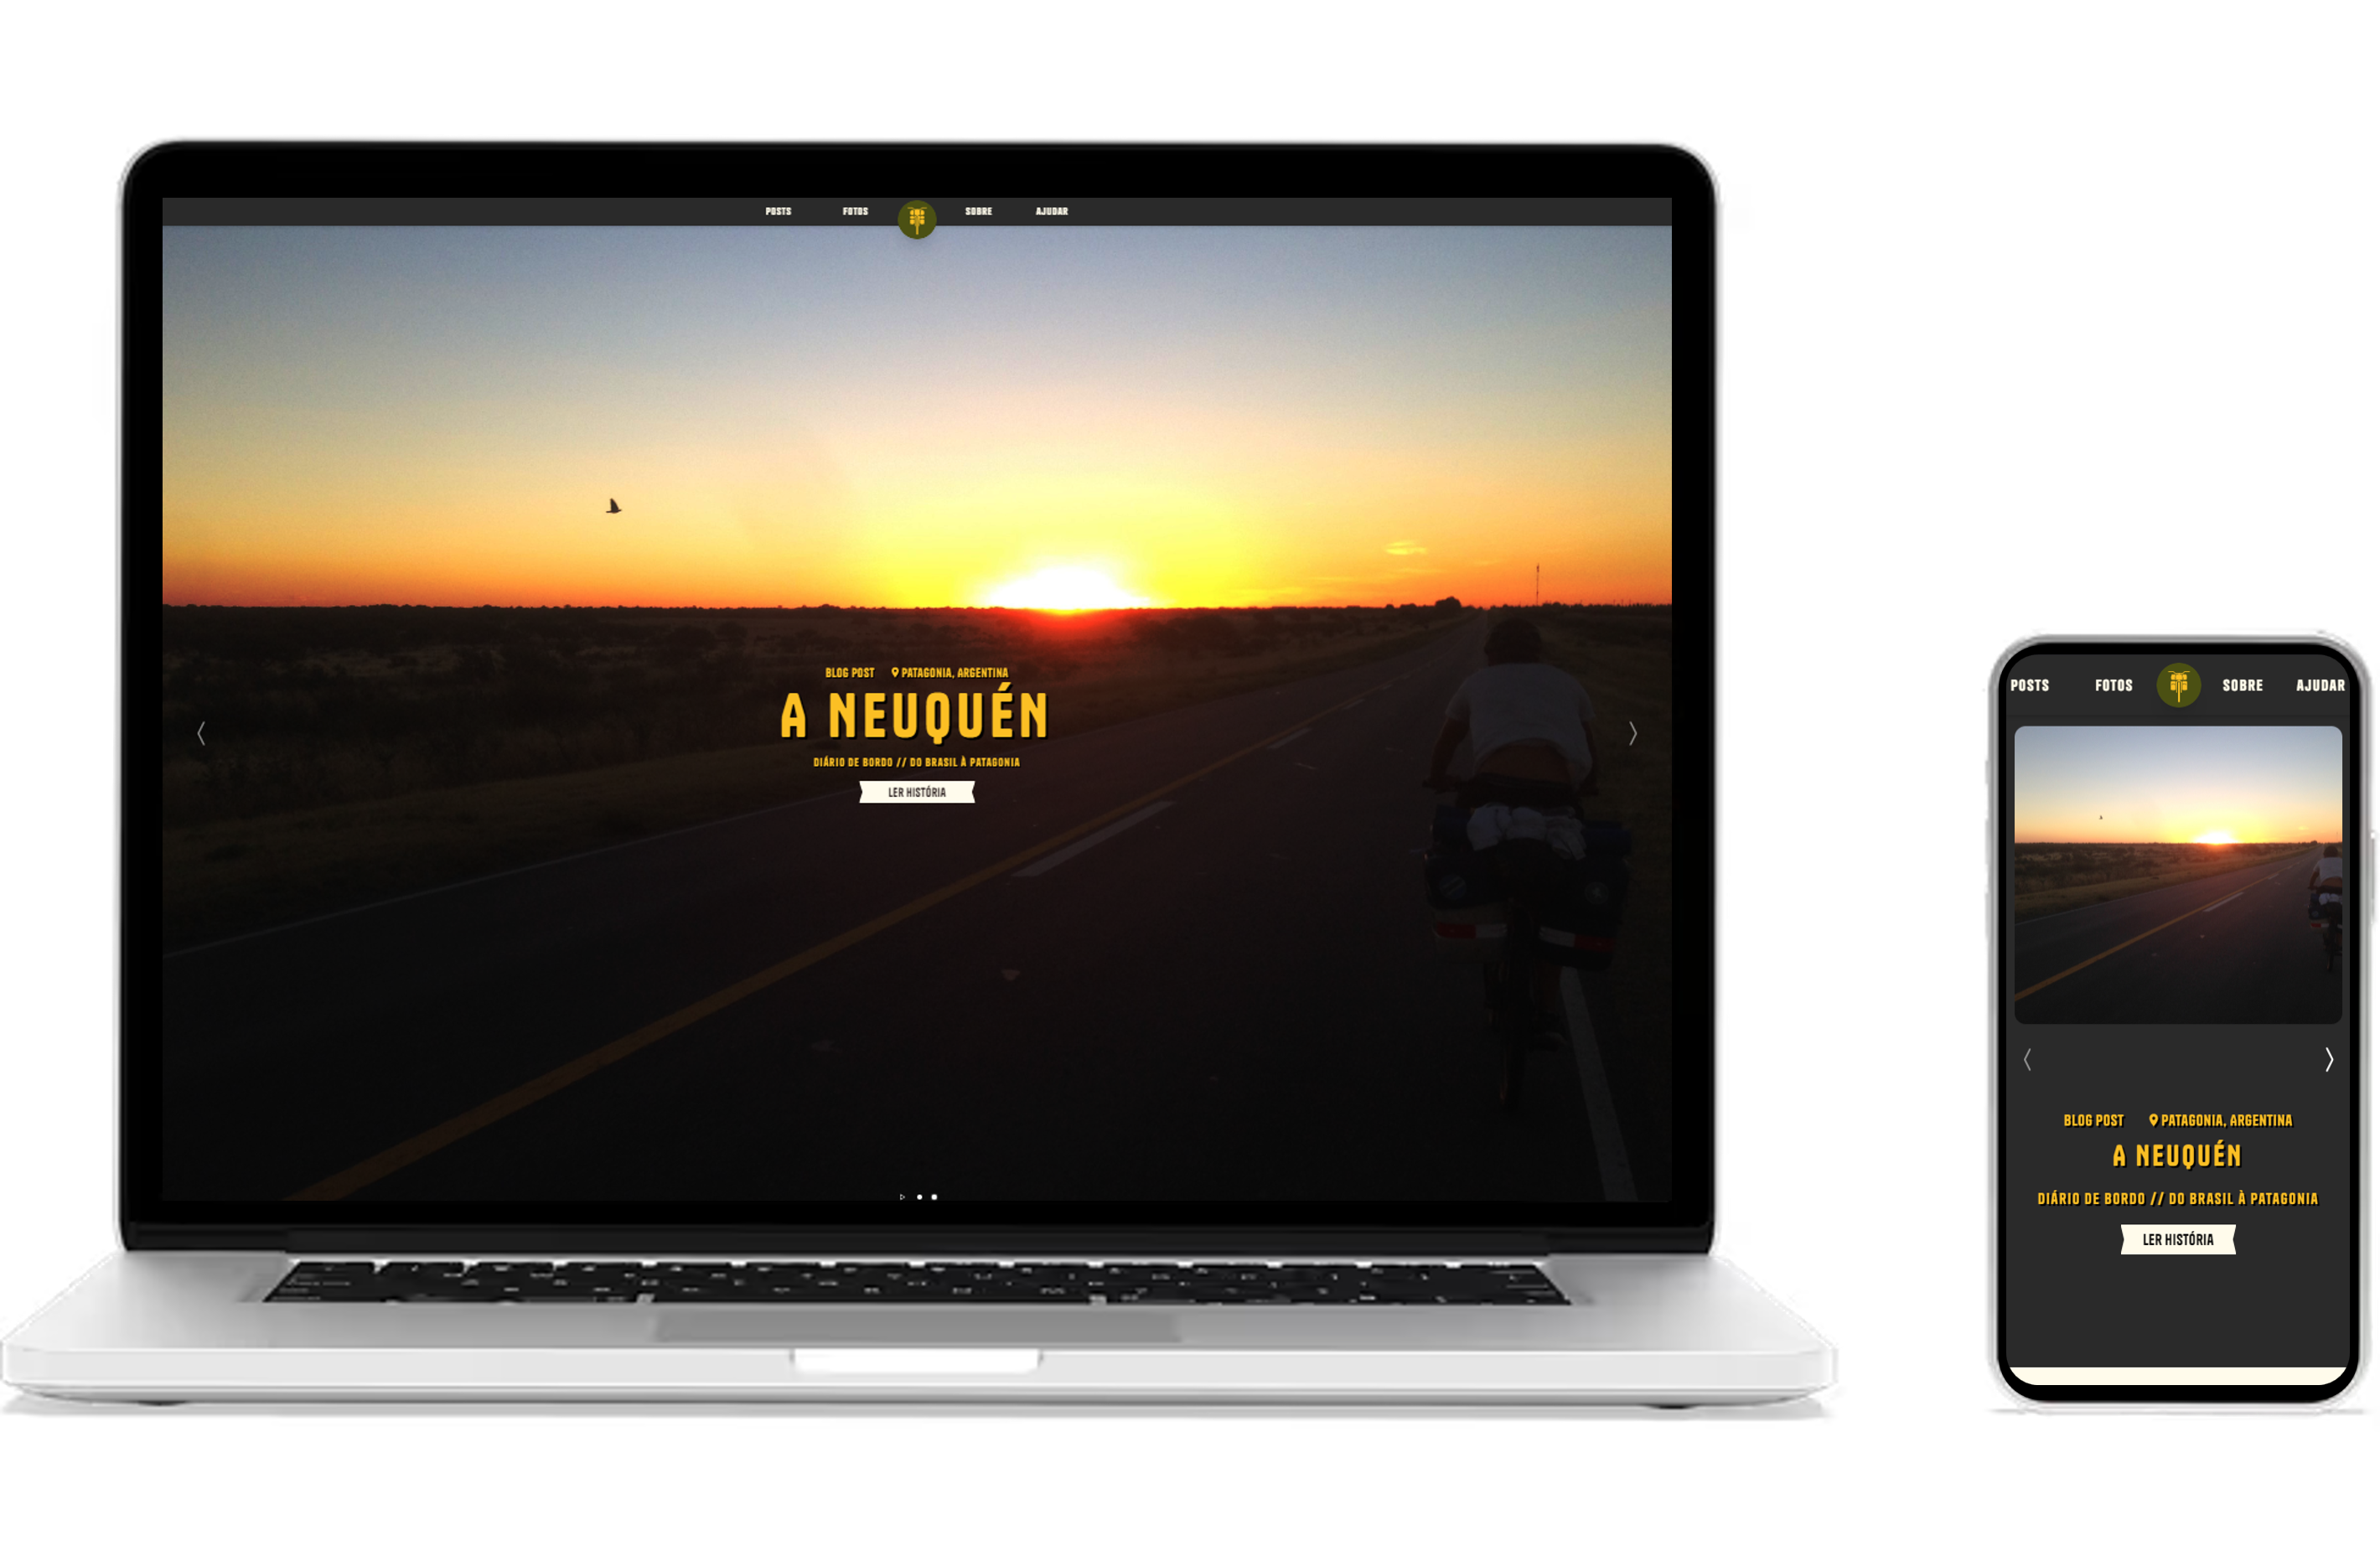 POSTS FOTOS SOBRE AJUDAR
BLOG POST PATAGONIA, ARGENTINA
A NEUQUÉN
DIÁRIO DE BORDO // DO BRASIL À PATAGONIA
LER HISTÓRIA
POSTS FOTOS SOBRE AJUDAR
BLOG POST PATAGONIA, ARGENTINA
A NEUQUÉN
DIÁRIO DE BORDO // DO BRASIL À PATAGONIA
LER HISTÓRIA